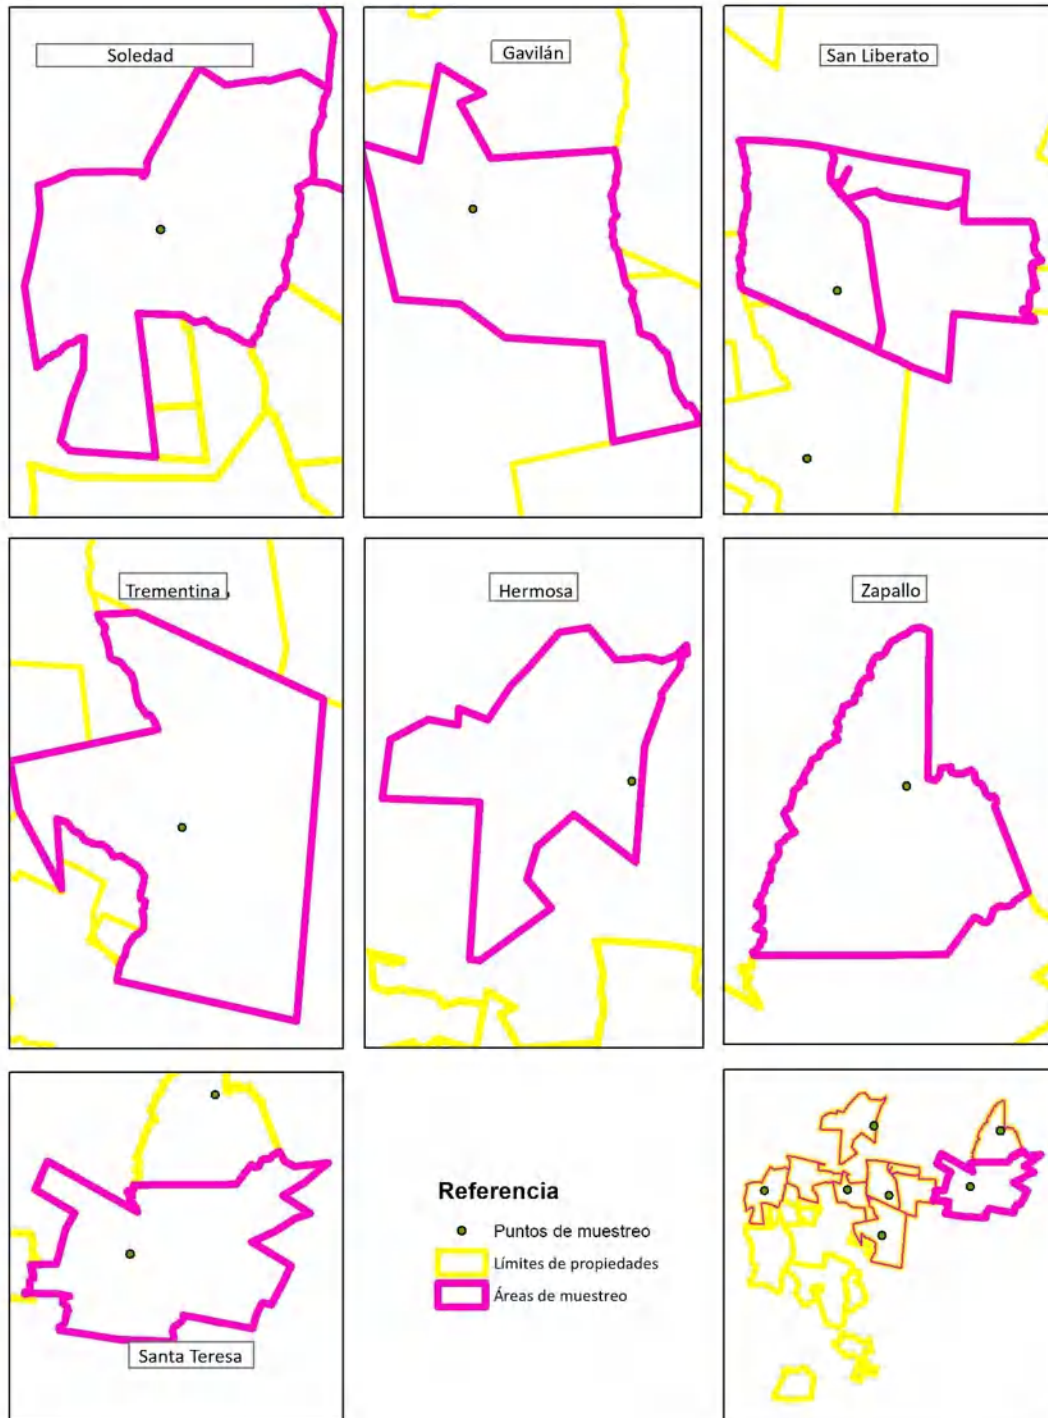 Soledad
Gavilán
San Liberato
Trementina
Hermosa
Zapallo
Santa Teresa
Referencia
Puntos de muestreo
Límites de propiedades
Áreas de muestreo